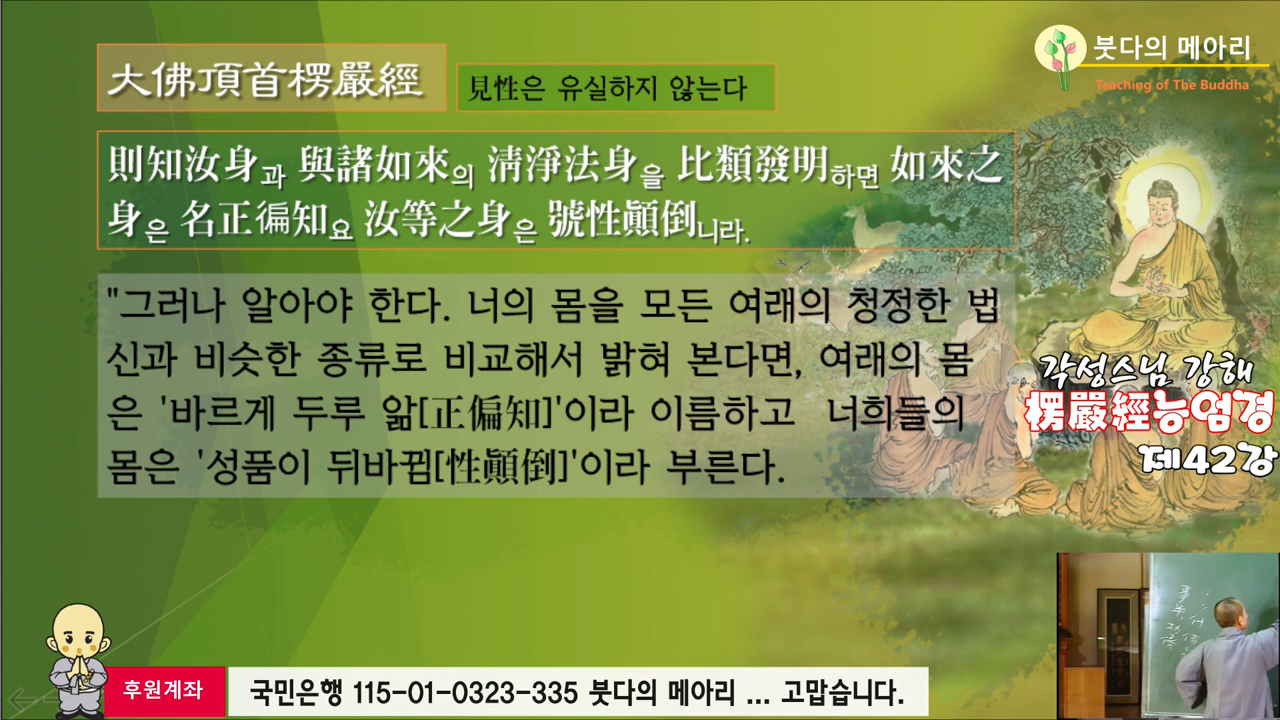 붓다의 메아리
Teaching of The Buddha
大佛頂首楞嚴經
見性은 유실하지 않는다
則知汝身과 與諸如來의 淸淨法身을 比類發明하면 如來之
身은 名正徧知요 汝等之身은 號性顚倒니라.
"그러나 알아야 한다. 너의 몸을 모든 여래의 청정한 법
신과 비슷한 종류로 비교해서 밝혀 본다면, 여래의 몸
은 '바르게 두루 앎[正偏知]'이라 이름하고 너희들의
몸은 '성품이 뒤바뀜[性顚倒]'이라 부른다.
각성스님 강해
楞嚴經능엄경
제42강
후원계좌
국민은행 115-01-0323-335 붓다의 메아리 ... 고맙습니다.